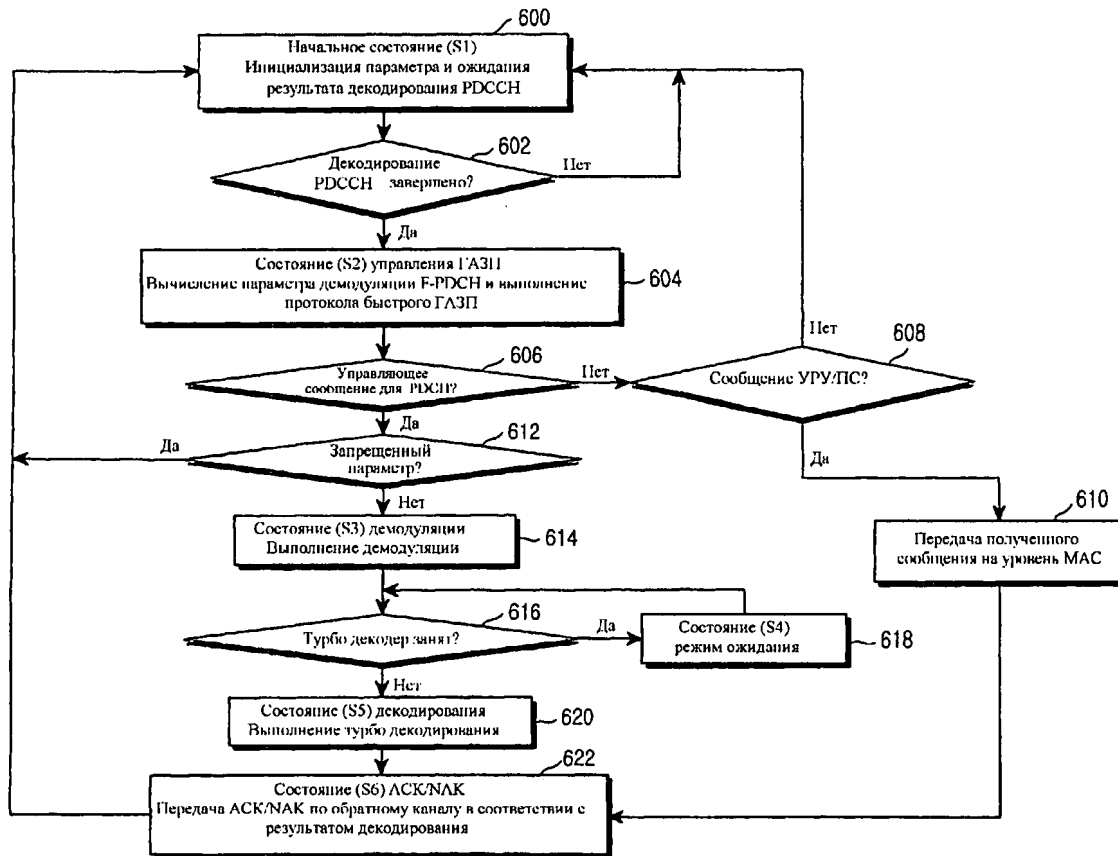 600
Начальное состояние (S1)
Инициализация параметра и ожидания
результата декодирования PDCCH
602
Декодирование
PDCCH завершено?
Нет
Да
Состояние (S2) управления ГАЗП
Вычисление параметра демодуляции F-PDCH и выполнение
протокола быстрого ГАЗП
604
606
Управляющее
сообщение для PDCH?
Нет
Да
608
Сообщение УРУ/ПС?
Нет
Да
612
Запрещенный
параметр?
Да
Нет
610
Передача полученного
сообщения на уровень MAC
Состояние (S3) демодуляции
Выполнение демодуляции
614
616
Турбо декодер занят?
Да
Нет
Состояние (S4)
режим ожидания
618
Состояние (S5) декодирования
Выполнение турбо декодирования
620
622
Состояние (S6) ACK/NAK
Передача ACK/NAK по обратному каналу в соответствии с
результатом декодирования